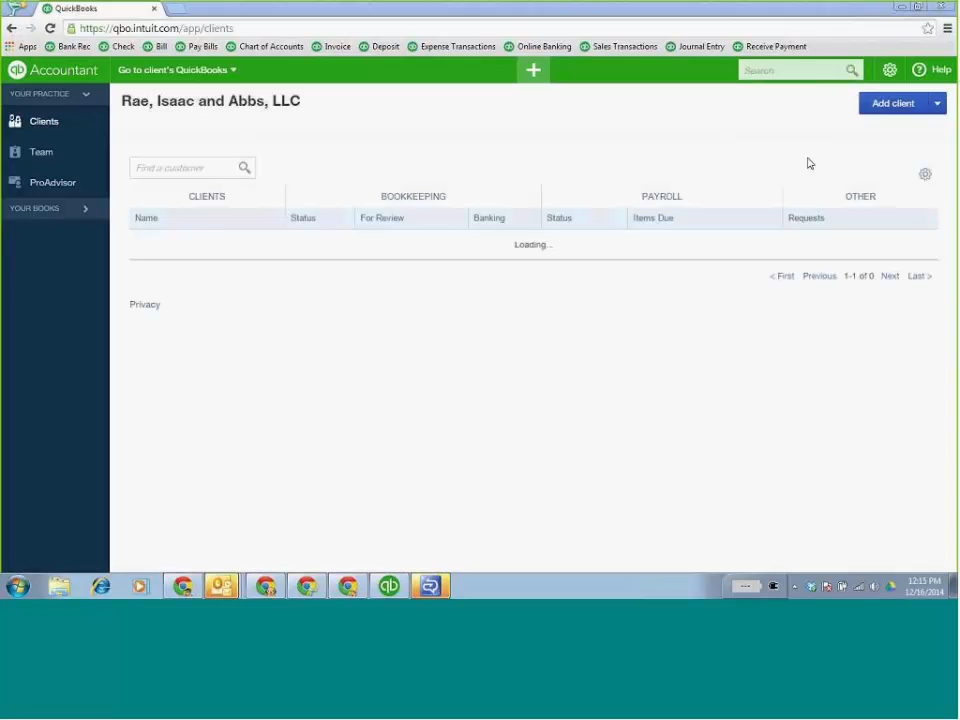 QuickBooks
https://qbo.intuit.com/app/clients
Apps Bank Rec Check Bill Pay Bills Chart of Accounts Invoice Deposit Expense Transactions Online Banking Sales Transactions Journal Entry Receive Payment
qb Accountant Go to client's QuickBooks Search Help
YOUR PRACTICE
Clients
Team
ProAdvisor
YOUR BOOKS
Rae, Isaac and Abbs, LLC
Add client
Find a customer
CLIENTS BOOKKEEPING PAYROLL OTHER
Name Status For Review Banking Status Items Due Requests
Loading...
< First Previous 1-1 of 0 Next Last >
Privacy
12:15 PM
12/16/2014